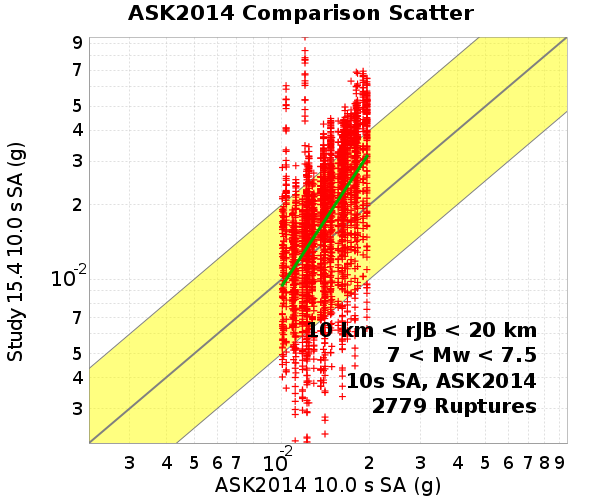 ASK2014 Comparison Scatter
9
7
5
4
3
2
10-2
7
5
4
3
Study 15.4 10.0 s SA (g)
10 km < rJB < 20 km
7 < Mw < 7.5
10s SA, ASK2014
2779 Ruptures
3 4 5 6 7 10-2 2 3 4 5 6 7 8 9
ASK2014 10.0 s SA (g)